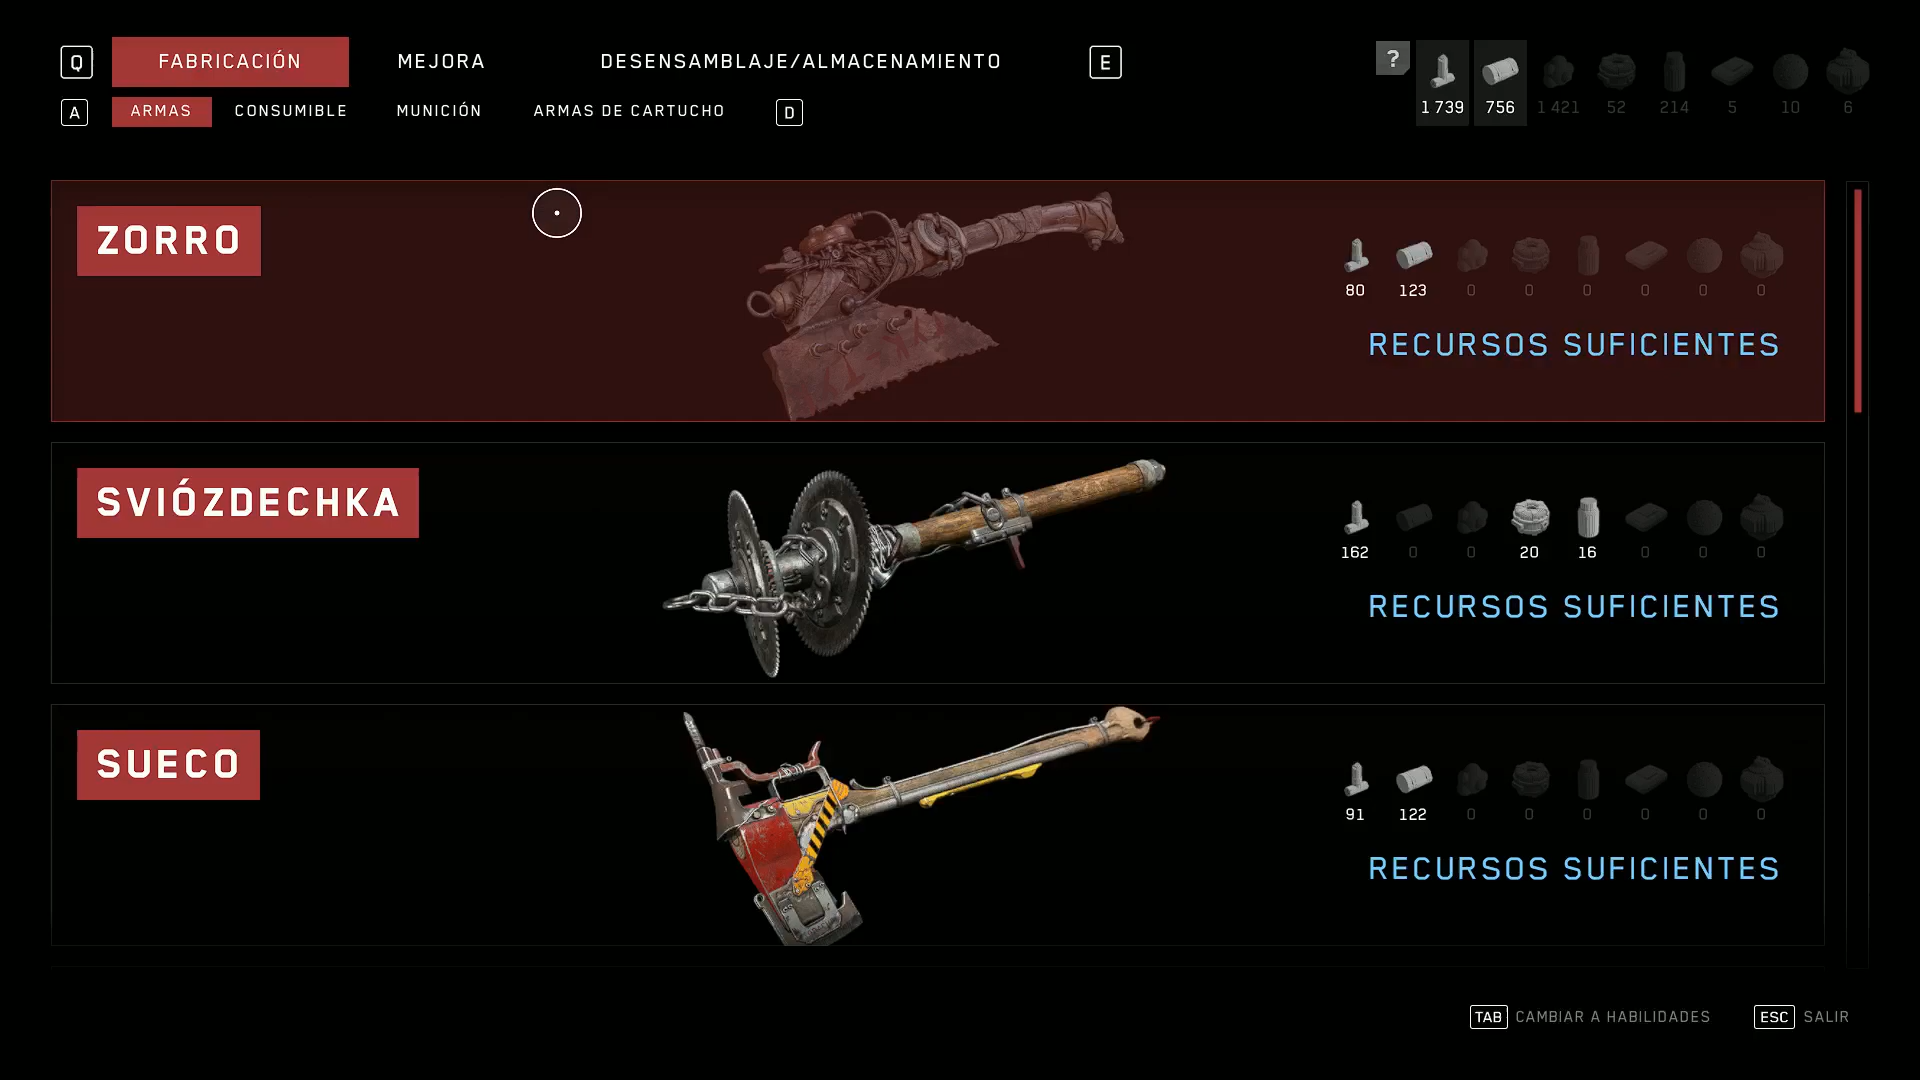 Q FABRICACIÓN MEJORA DESENSAMBLAJE/ALMACENAMIENTO E
?
A ARMAS CONSUMIBLE MUNICIÓN ARMAS DE CARTUCHO D
1 739 756 1 421 52 214 5 10 6
ZORRO
80 123 0 0 0 0 0 0
RECURSOS SUFICIENTES
SVIÓZDECHKA
162 0 0 20 16 0 0 0
RECURSOS SUFICIENTES
SUECO
91 122 0 0 0 0 0 0
RECURSOS SUFICIENTES
TAB CAMBIAR A HABILIDADES ESC SALIR